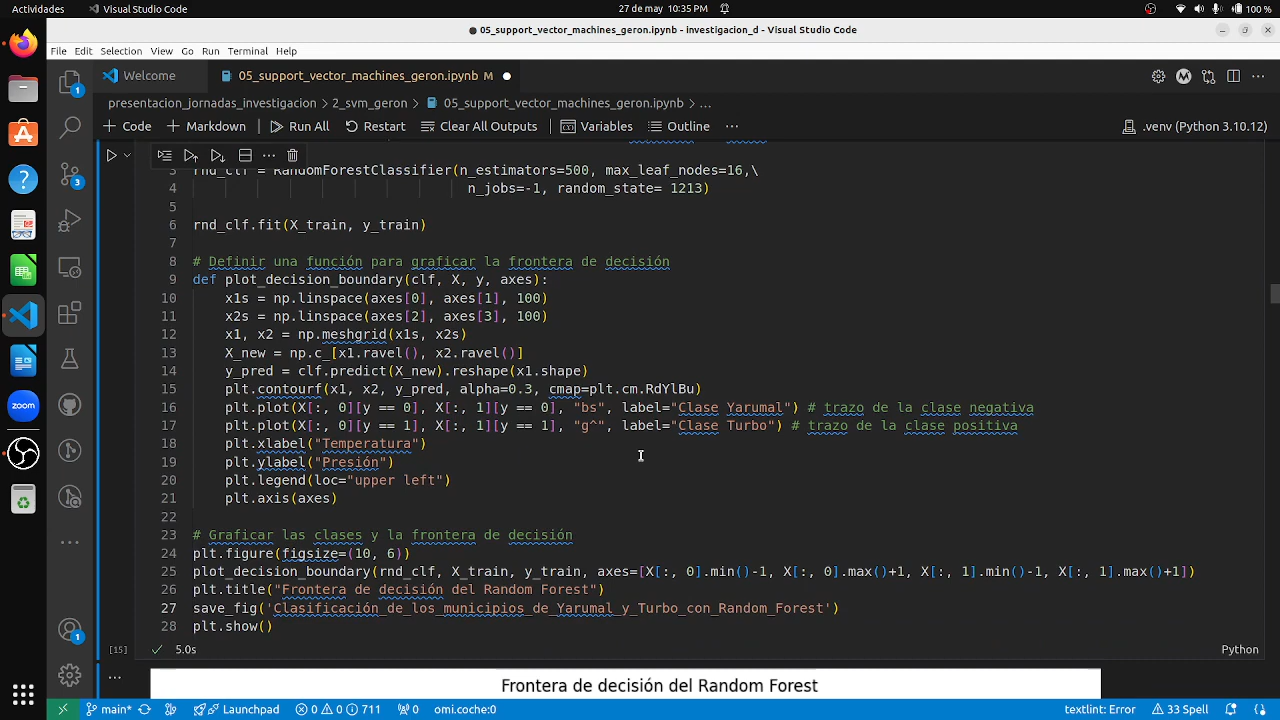 Actividades
Visual Studio Code
27 de may 10:35 PM
100 %
05_support_vector_machines_geron.ipynb - investigacion_d - Visual Studio Code
File Edit Selection View Go Run Terminal Help
Welcome
05_support_vector_machines_geron.ipynb M
presentacion_jornadas_investigacion > 2_svm_geron > 05_support_vector_machines_geron.ipynb > ...
+ Code + Markdown Run All Restart Clear All Outputs Variables Outline ... .venv (Python 3.10.12)
3 rnd_clf = RandomForestClassifier(n_estimators=500, max_leaf_nodes=16,\
4 n_jobs=-1, random_state= 1213)
5
6 rnd_clf.fit(X_train, y_train)
7
8 # Definir una función para graficar la frontera de decisión
9 def plot_decision_boundary(clf, X, y, axes):
10 x1s = np.linspace(axes[0], axes[1], 100)
11 x2s = np.linspace(axes[2], axes[3], 100)
12 x1, x2 = np.meshgrid(x1s, x2s)
13 X_new = np.c_[x1.ravel(), x2.ravel()]
14 y_pred = clf.predict(X_new).reshape(x1.shape)
15 plt.contourf(x1, x2, y_pred, alpha=0.3, cmap=plt.cm.RdYlBu)
16 plt.plot(X[:, 0][y == 0], X[:, 1][y == 0], "bs", label="Clase Yarumal") # trazo de la clase negativa
17 plt.plot(X[:, 0][y == 1], X[:, 1][y == 1], "g^", label="Clase Turbo") # trazo de la clase positiva
18 plt.xlabel("Temperatura")
19 plt.ylabel("Presión")
20 plt.legend(loc="upper left")
21 plt.axis(axes)
22
23 # Graficar las clases y la frontera de decisión
24 plt.figure(figsize=(10, 6))
25 plot_decision_boundary(rnd_clf, X_train, y_train, axes=[X[:, 0].min()-1, X[:, 0].max()+1, X[:, 1].min()-1, X[:, 1].max()+1])
26 plt.title("Frontera de decisión del Random Forest")
27 save_fig('Clasificación_de_los_municipios_de_Yarumal_y_Turbo_con_Random_Forest')
28 plt.show()
[15] 5.0s Python
Frontera de decisión del Random Forest
1
3
zoom
1
main* Launchpad 0 0 711 0 omi.coche:0 textlint: Error 33 Spell